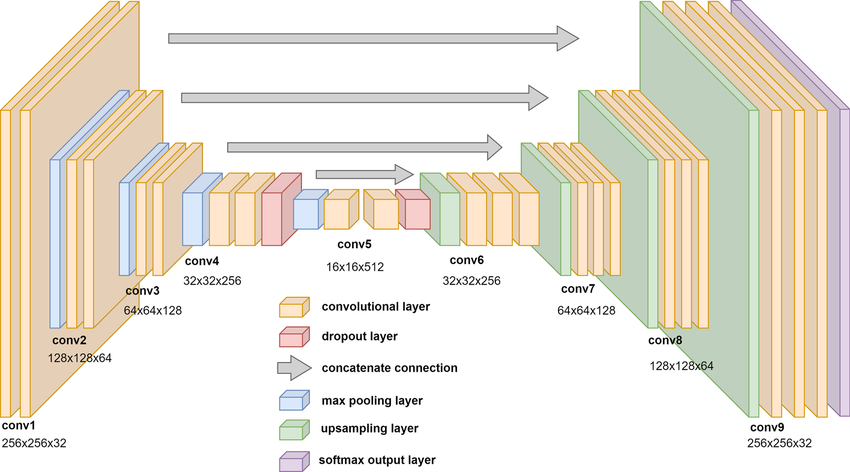 conv1
256x256x32
conv2
128x128x64
conv3
64x64x128
conv4
32x32x256
conv5
16x16x512
conv6
32x32x256
conv7
64x64x128
conv8
128x128x64
conv9
256x256x32
convolutional layer
dropout layer
concatenate connection
max pooling layer
upsampling layer
softmax output layer